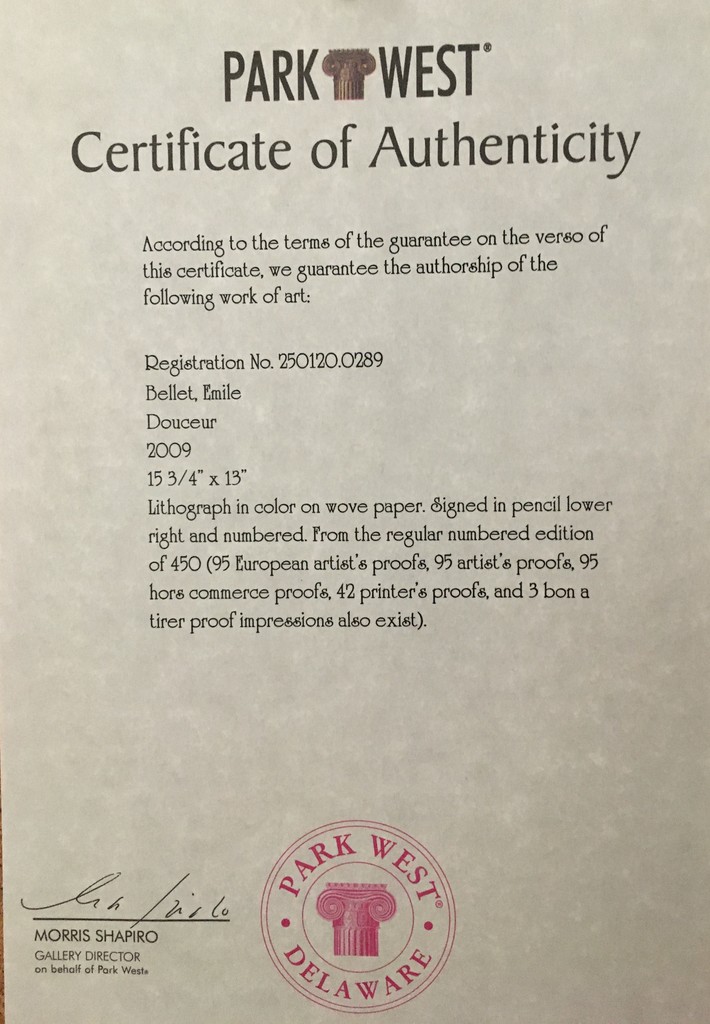 PARK WEST®
Certificate of Authenticity
According to the terms of the guarantee on the verso of
this certificate, we guarantee the authorship of the
following work of art:
Registration No. 250120.0289
Bellet, Emile
Douceur
2009
15 3/4" x 13"
Lithograph in color on wove paper. Signed in pencil lower
right and numbered. From the regular numbered edition
of 450 (95 European artist's proofs, 95 artist's proofs, 95
hors commerce proofs, 42 printer's proofs, and 3 bon a
tirer proof impressions also exist).
MORRIS SHAPIRO
GALLERY DIRECTOR
on behalf of Park West®
PARK WEST®
DELAWARE